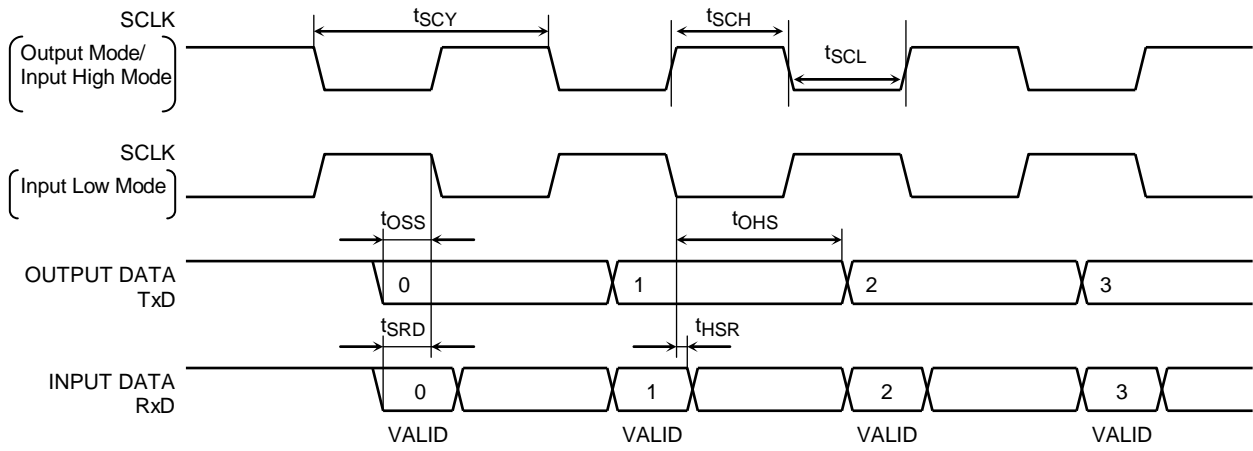 SCLK
Output Mode/
Input High Mode
tSCY
tSCH
tSCL
SCLK
Input Low Mode
tOSS
tOHS
OUTPUT DATA
TxD
0
1
2
3
tSRD
tHSR
INPUT DATA
RxD
0
1
2
3
VALID
VALID
VALID
VALID